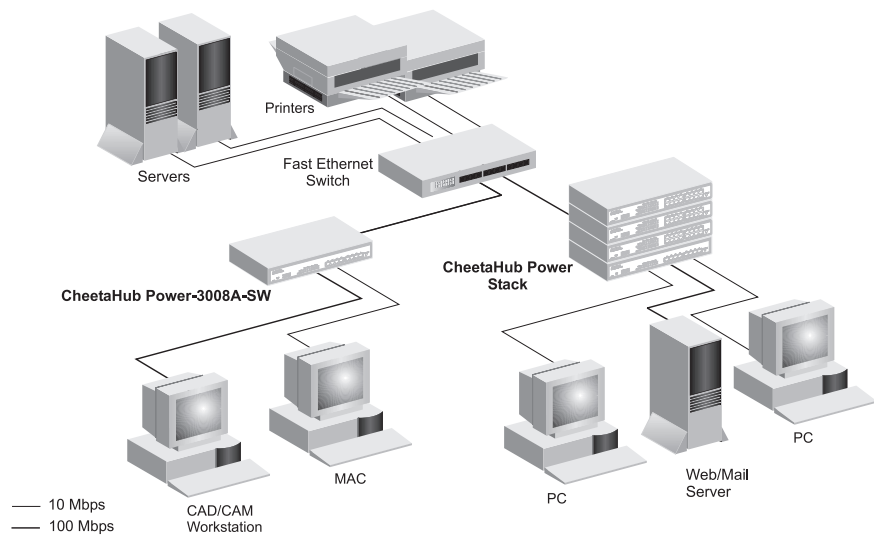 Printers
Servers
Fast Ethernet
Switch
CheetaHub Power
Stack
CheetaHub Power-3008A-SW
MAC
PC
Web/Mail
Server
PC
CAD/CAM
Workstation
10 Mbps
100 Mbps